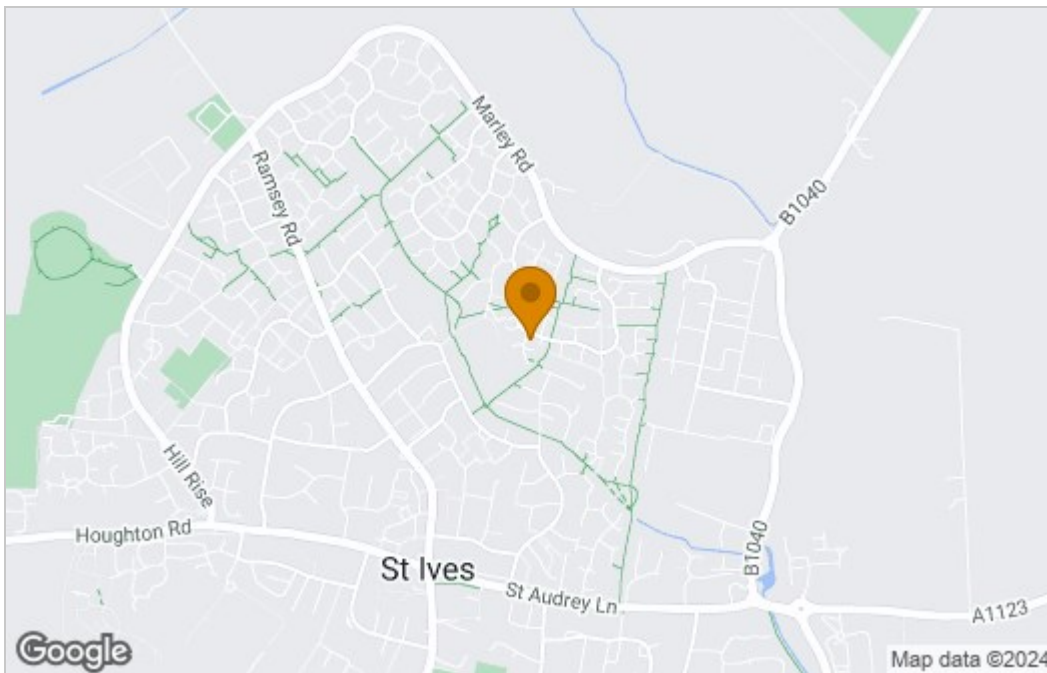 Marley Rd
Ramsey Rd
B1040
Hill Rise
Houghton Rd
St Ives
St Audrey Ln
B1040
A1123
Google
Map data ©2024